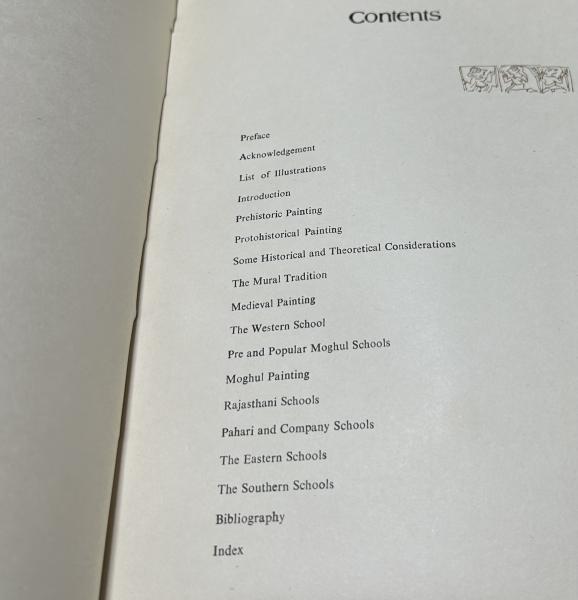 Contents
Preface
Acknowledgement
List of Illustrations
Introduction
Prehistoric Painting
Protohistorical Painting
Some Historical and Theoretical Considerations
The Mural Tradition
Medieval Painting
The Western School
Pre and Popular Moghul Schools
Moghul Painting
Rajasthani Schools
Pahari and Company Schools
The Eastern Schools
The Southern Schools
Bibliography
Index